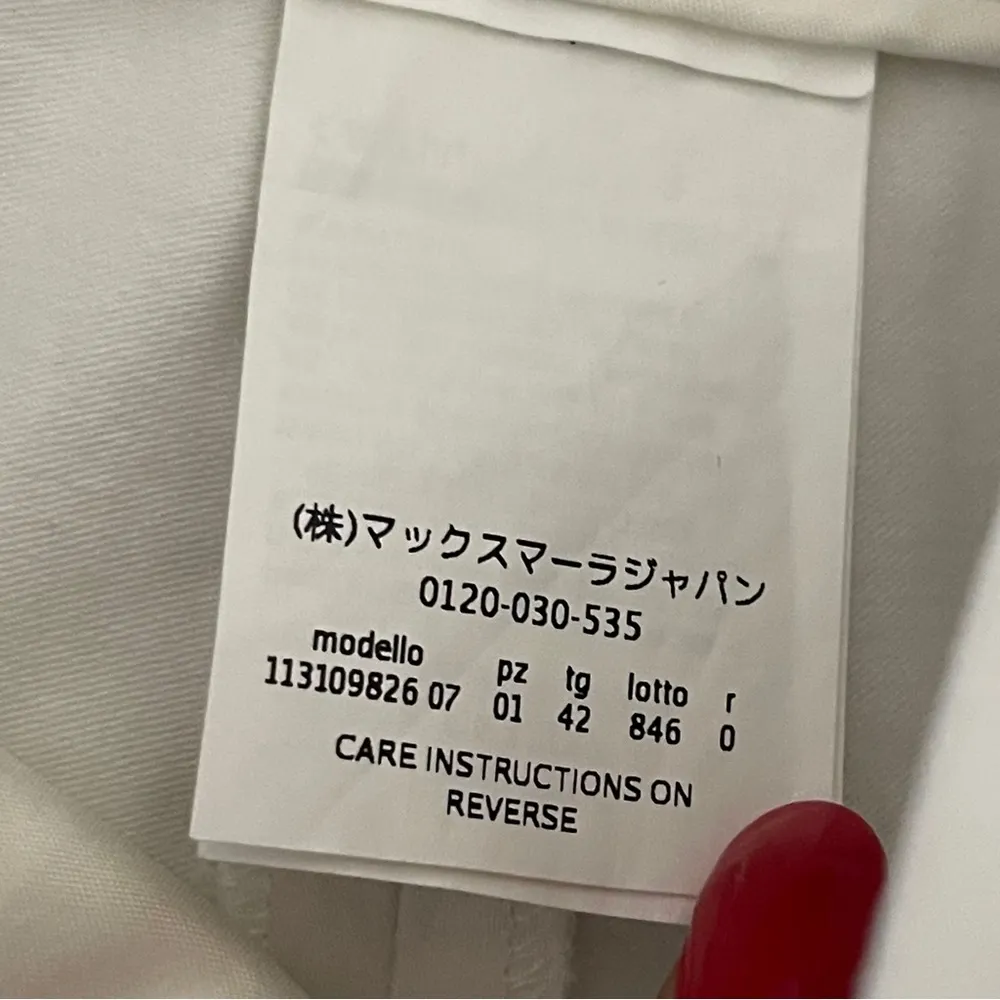 (株)マックスマーラジャパン
0120-030-535
modello pz tg lotto r
113109826 07 01 42 846 0
CARE INSTRUCTIONS ON
REVERSE